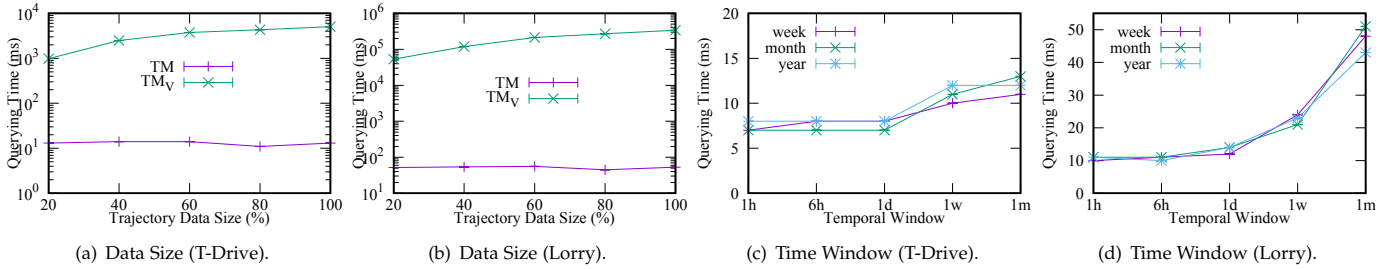 Querying Time (ms)
10^4
10^3
10^2
10^1
10^0
TM
TM_V
20 40 60 80 100
Trajectory Data Size (%)
(a) Data Size (T-Drive).
Querying Time (ms)
10^6
10^5
10^4
10^3
10^2
10^1
TM
TM_V
20 40 60 80 100
Trajectory Data Size (%)
(b) Data Size (Lorry).
Querying Time (ms)
20
15
10
5
0
week
month
year
1h 6h 1d 1w 1m
Temporal Window
(c) Time Window (T-Drive).
Querying Time (ms)
50
40
30
20
10
0
week
month
year
1h 6h 1d 1w 1m
Temporal Window
(d) Time Window (Lorry).